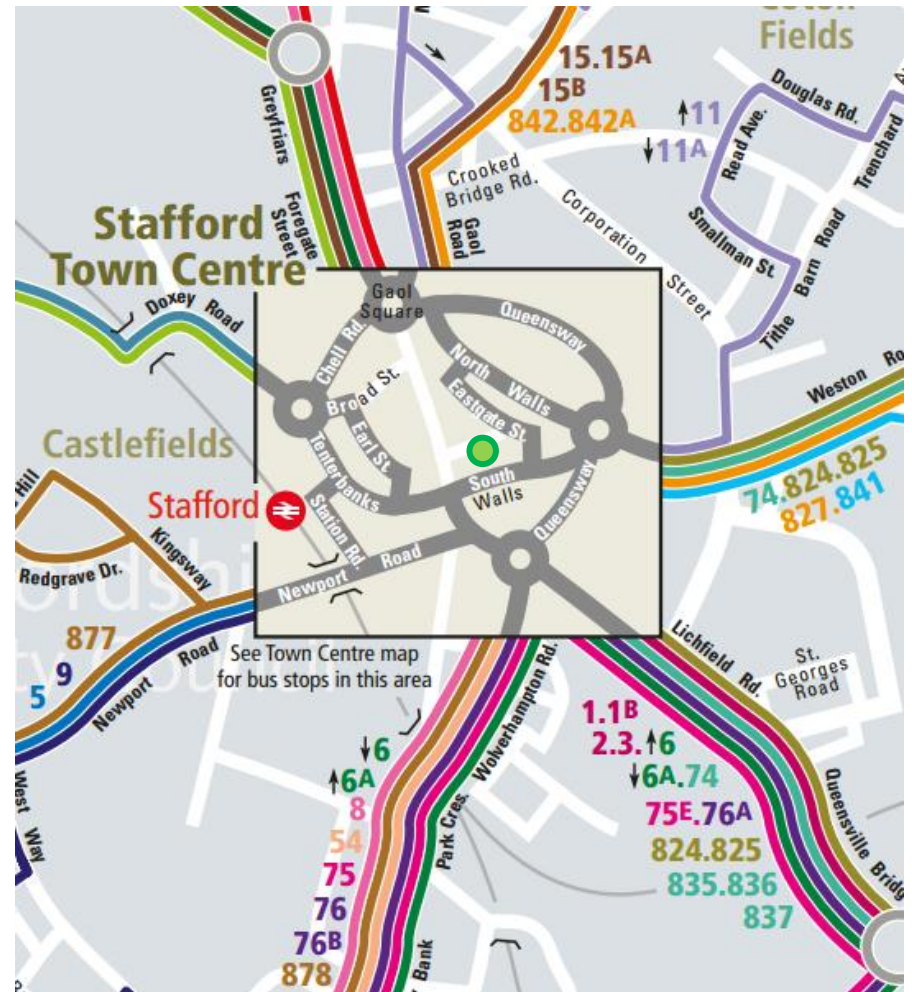 Coton
Fields
15.15A
15B
842.842A
↑11
↓11A
Douglas Rd.
Read Ave.
Trenchard
Smallman St.
Tithe Barn Road
Greyfriars
Foregate
Street
Crooked
Bridge Rd.
Gaol
Road
Corporation Street
Stafford
Town Centre
Doxey Road
Gaol
Square
Queensway
Chell Rd.
North Walls
Broad St.
Eastgate St.
Earl St.
Tenterbanks
South
Walls
Queensway
Weston Ro
74.824.825
827.841
Castlefields
Hill
Stafford
Station Rd.
Kingsway
Redgrave Dr.
Newport Road
ordshi
ty
877
9
5
Newport Road
See Town Centre map
for bus stops in this area
Lichfield Rd.
St.
Georges
Road
West Way
↓6
↑6A
8
54
75
76
76B
878
Wolverhampton Rd.
Park Cres.
Bank
1.1B
2.3.↑6
↓6A.74
75E.76A
824.825
835.836
837
Queensville Bridg